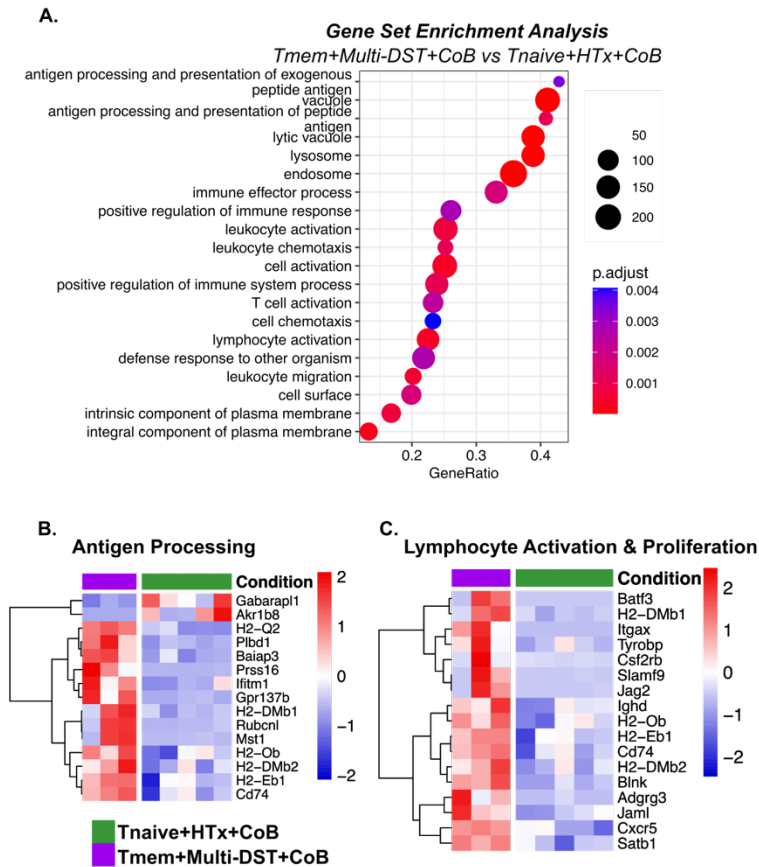 A.
Gene Set Enrichment Analysis
Tmem+Multi-DST+CoB vs Tnaive+HTx+CoB
antigen processing and presentation of exogenous
peptide antigen
vacuole
antigen processing and presentation of peptide
antigen
lytic vacuole
lysosome
endosome
immune effector process
positive regulation of immune response
leukocyte activation
leukocyte chemotaxis
cell activation
positive regulation of immune system process
T cell activation
cell chemotaxis
lymphocyte activation
defense response to other organism
leukocyte migration
cell surface
intrinsic component of plasma membrane
integral component of plasma membrane
0.2 0.3 0.4
GeneRatio
50
100
150
200
p.adjust
0.004
0.003
0.002
0.001
B.
Antigen Processing
Condition
Gabarapl1
Akr1b8
H2-Q2
Plbd1
Baiap3
Prss16
Ifitm1
Gpr137b
H2-DMb1
Rubcnl
Mst1
H2-Ob
H2-DMb2
H2-Eb1
Cd74
2
1
0
-1
-2
Tnaive+HTx+CoB
Tmem+Multi-DST+CoB
C.
Lymphocyte Activation & Proliferation
Condition
Batf3
H2-DMb1
Itgax
Tyrobp
Csf2rb
Slamf9
Jag2
Ighd
H2-Ob
H2-Eb1
Cd74
H2-DMb2
Blnk
Adgrg3
Jaml
Cxcr5
Satb1
2
1
0
-1
-2